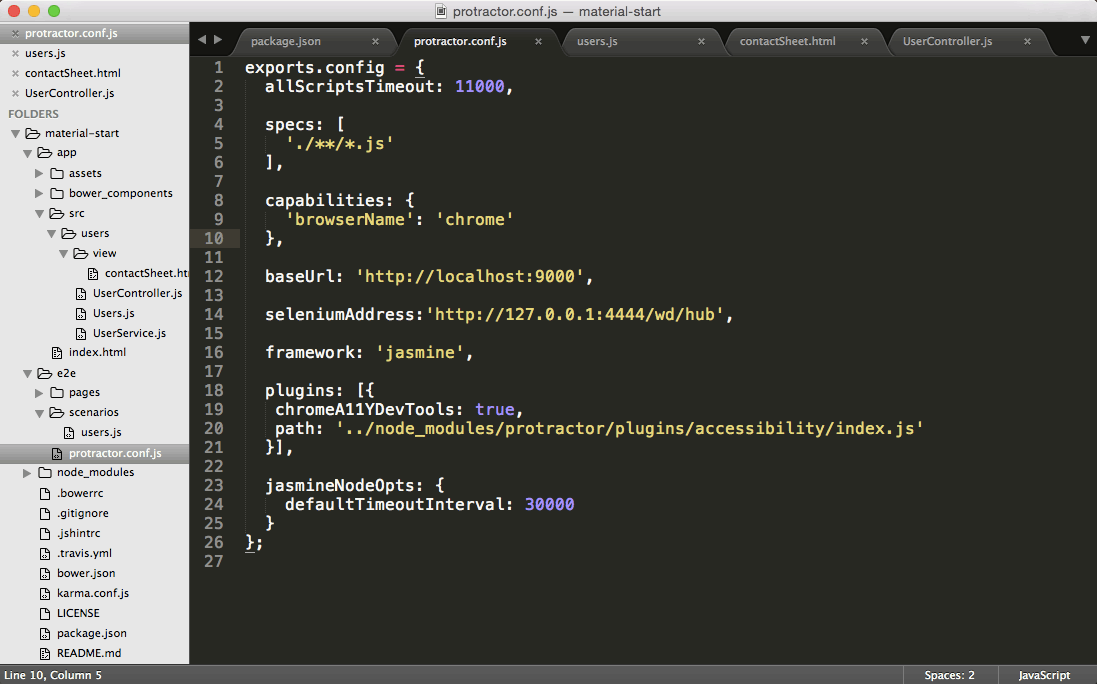 protractor.conf.js — material-start
protractor.conf.js
users.js
contactSheet.html
UserController.js
FOLDERS
material-start
app
assets
bower_components
src
users
view
contactSheet.ht
UserController.js
Users.js
UserService.js
index.html
e2e
pages
scenarios
users.js
protractor.conf.js
node_modules
.bowerrc
.gitignore
.jshintrc
.travis.yml
bower.json
karma.conf.js
LICENSE
package.json
README.md
package.json × protractor.conf.js × users.js × contactSheet.html × UserController.js ×
1 exports.config = {
2 allScriptsTimeout: 11000,
3
4 specs: [
5 './**/*.js'
6 ],
7
8 capabilities: {
9 'browserName': 'chrome'
10 },
11
12 baseUrl: 'http://localhost:9000',
13
14 seleniumAddress:'http://127.0.0.1:4444/wd/hub',
15
16 framework: 'jasmine',
17
18 plugins: [{
19 chromeA11YDevTools: true,
20 path: '../node_modules/protractor/plugins/accessibility/index.js'
21 }],
22
23 jasmineNodeOpts: {
24 defaultTimeoutInterval: 30000
25 }
26 };
27
Line 10, Column 5 Spaces: 2 JavaScript